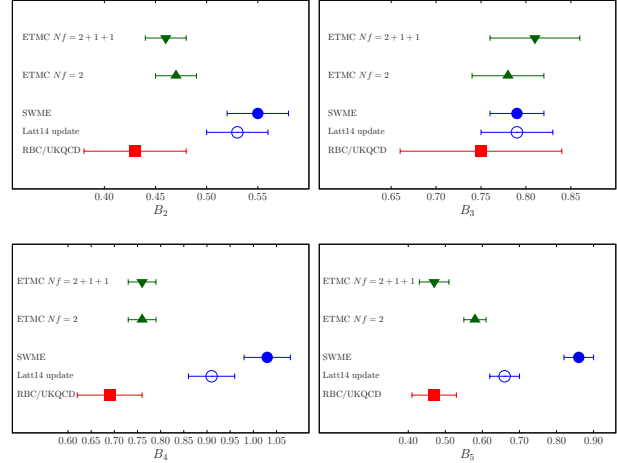 ETMC Nf = 2 + 1 + 1
ETMC Nf = 2
SWME
Latt14 update
RBC/UKQCD
0.40 0.45 0.50 0.55
B2
ETMC Nf = 2 + 1 + 1
ETMC Nf = 2
SWME
Latt14 update
RBC/UKQCD
0.65 0.70 0.75 0.80 0.85
B3
ETMC Nf = 2 + 1 + 1
ETMC Nf = 2
SWME
Latt14 update
RBC/UKQCD
0.60 0.65 0.70 0.75 0.80 0.85 0.90 0.95 1.00 1.05
B4
ETMC Nf = 2 + 1 + 1
ETMC Nf = 2
SWME
Latt14 update
RBC/UKQCD
0.40 0.50 0.60 0.70 0.80 0.90
B5